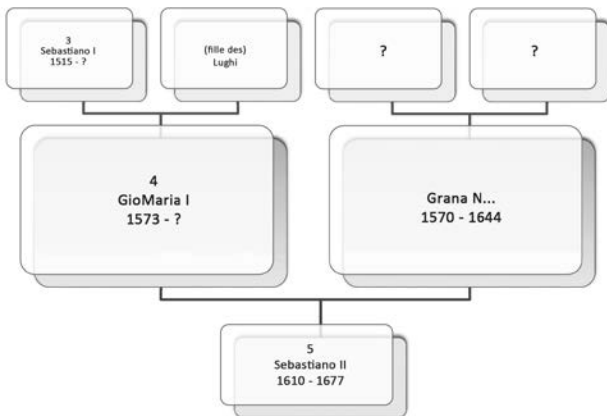 3
Sebastiano I
1515 - ?
(fille des)
Lughi
?
?
4
GioMaria I
1573 - ?
Grana N...
1570 - 1644
5
Sebastiano II
1610 - 1677